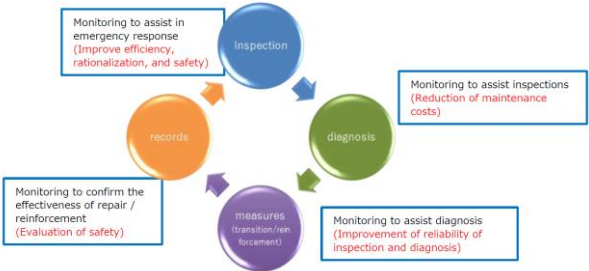 Monitoring to assist in
emergency response
(Improve efficiency,
rationalization, and safety)
Inspection
Monitoring to assist inspections
(Reduction of maintenance
costs)
records
diagnosis
Monitoring to confirm the
effectiveness of repair /
reinforcement
(Evaluation of safety)
measures
(transition/rein
forcement)
Monitoring to assist diagnosis
(Improvement of reliability of
inspection and diagnosis)